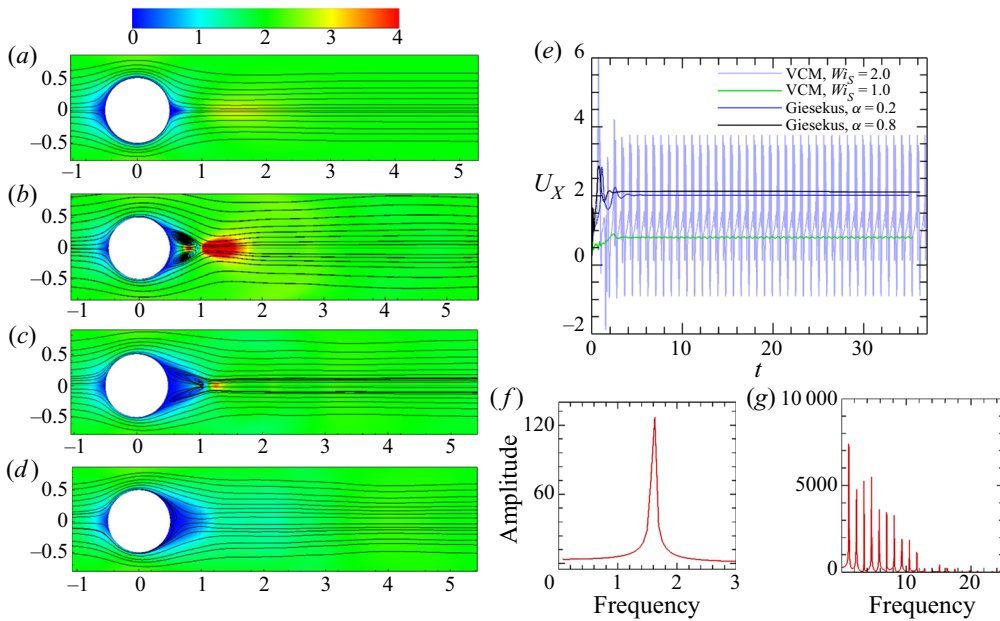 0 1 2 3 4
(a)
0.5
0
−0.5
−1 0 1 2 3 4 5
(b)
0.5
0
−0.5
−1 0 1 2 3 4 5
(c)
0.5
0
−0.5
−1 0 1 2 3 4 5
(d)
0.5
0
−0.5
−1 0 1 2 3 4 5
(e)
6
4
2
0
−2
U_X
VCM, Wi_S = 2.0
VCM, Wi_S = 1.0
Giesekus, α = 0.2
Giesekus, α = 0.8
0 10 20 30
t
(f)
120
60
0
Amplitude
1 2 3
Frequency
(g)
10 000
5000
0
10 20
Frequency